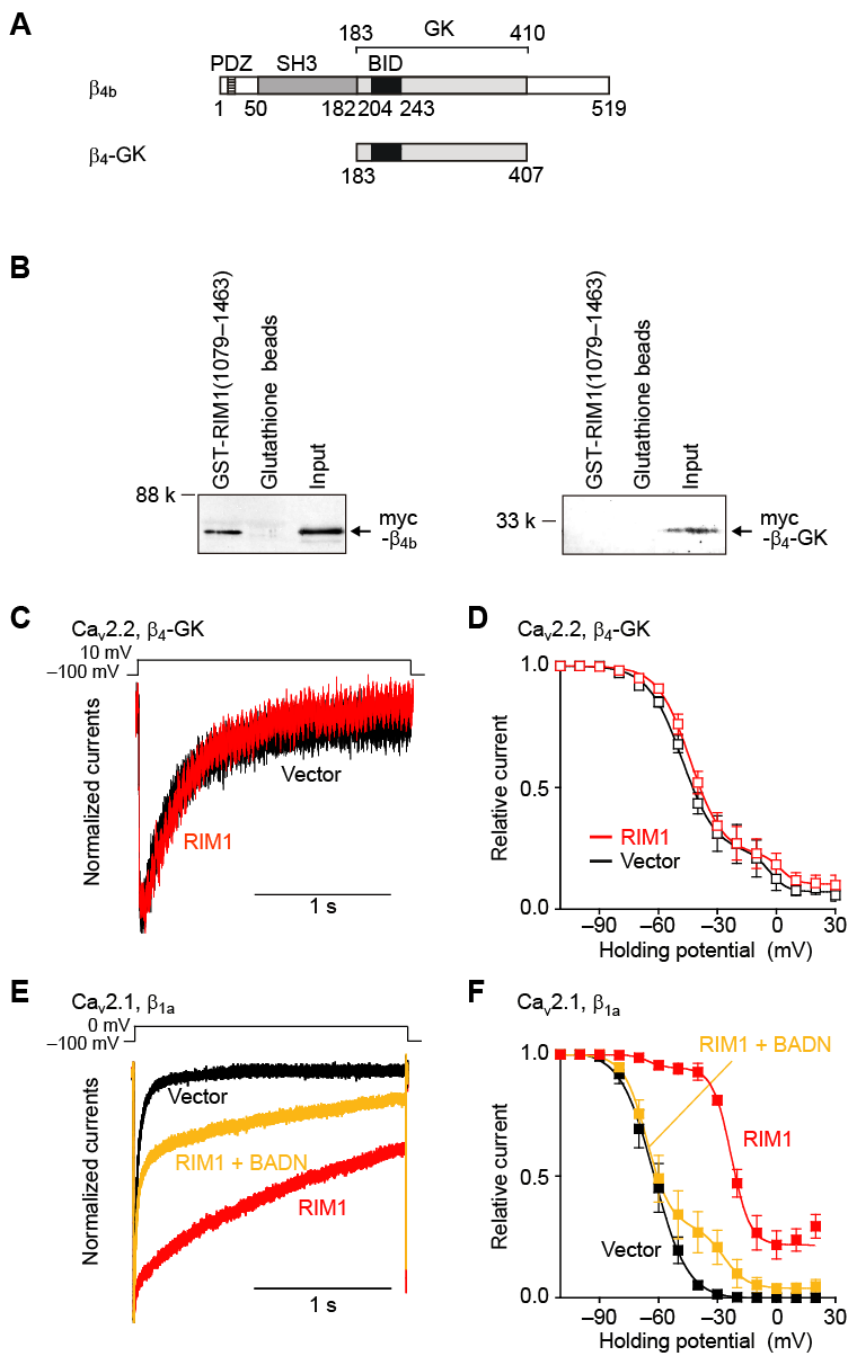 A
183 GK 410
PDZ SH3 BID
β4b
1 50 182 204 243 519
β4-GK
183 407
B
GST-RIM1(1079–1463)
Glutathione beads
Input
88 k
myc
-β4b
GST-RIM1(1079–1463)
Glutathione beads
Input
33 k
myc
-β4-GK
C
Cav2.2, β4-GK
10 mV
–100 mV
Normalized currents
Vector
RIM1
1 s
D
Cav2.2, β4-GK
Relative current
1.0
0.5
0.0
RIM1
Vector
–90 –60 –30 0 30
Holding potential (mV)
E
Cav2.1, β1a
0 mV
–100 mV
Normalized currents
Vector
RIM1 + BADN
RIM1
1 s
F
Cav2.1, β1a
Relative current
1.0
0.5
0.0
RIM1 + BADN
RIM1
Vector
–90 –60 –30 0 30
Holding potential (mV)